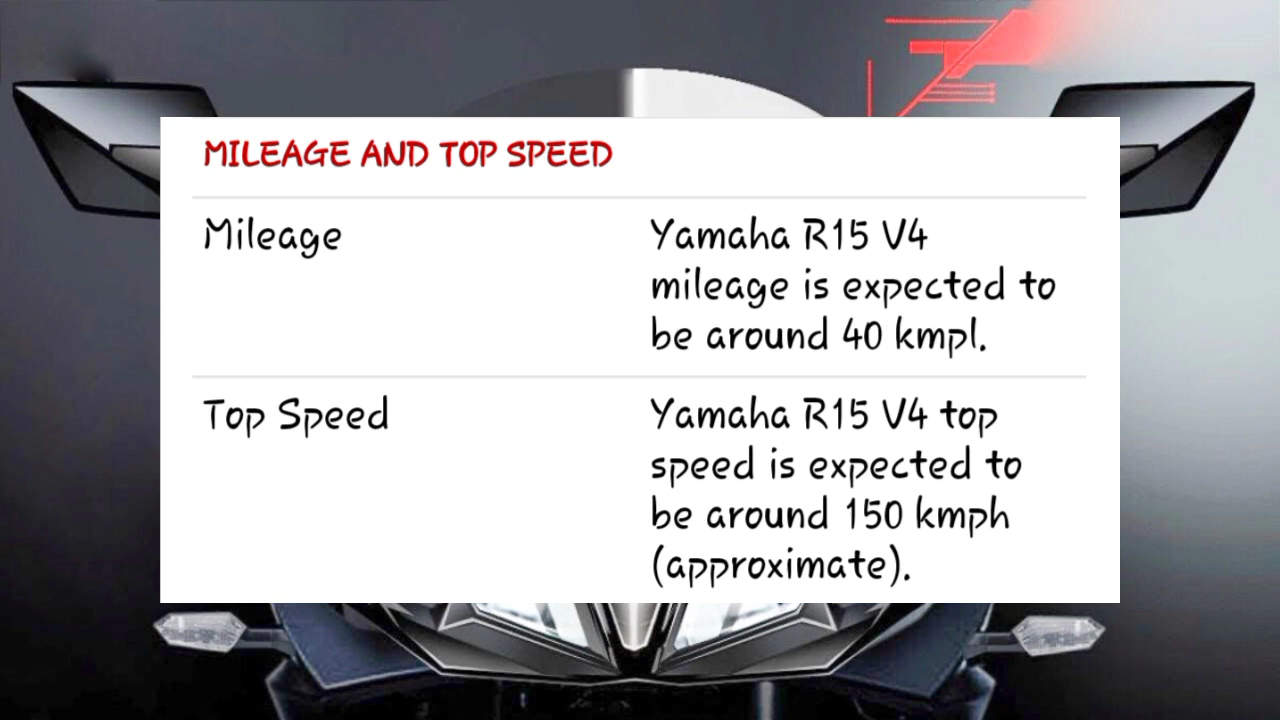 MILEAGE AND TOP SPEED
Mileage
Yamaha R15 V4
mileage is expected to
be around 40 kmpl.
Top Speed
Yamaha R15 V4 top
speed is expected to
be around 150 kmph
(approximate).